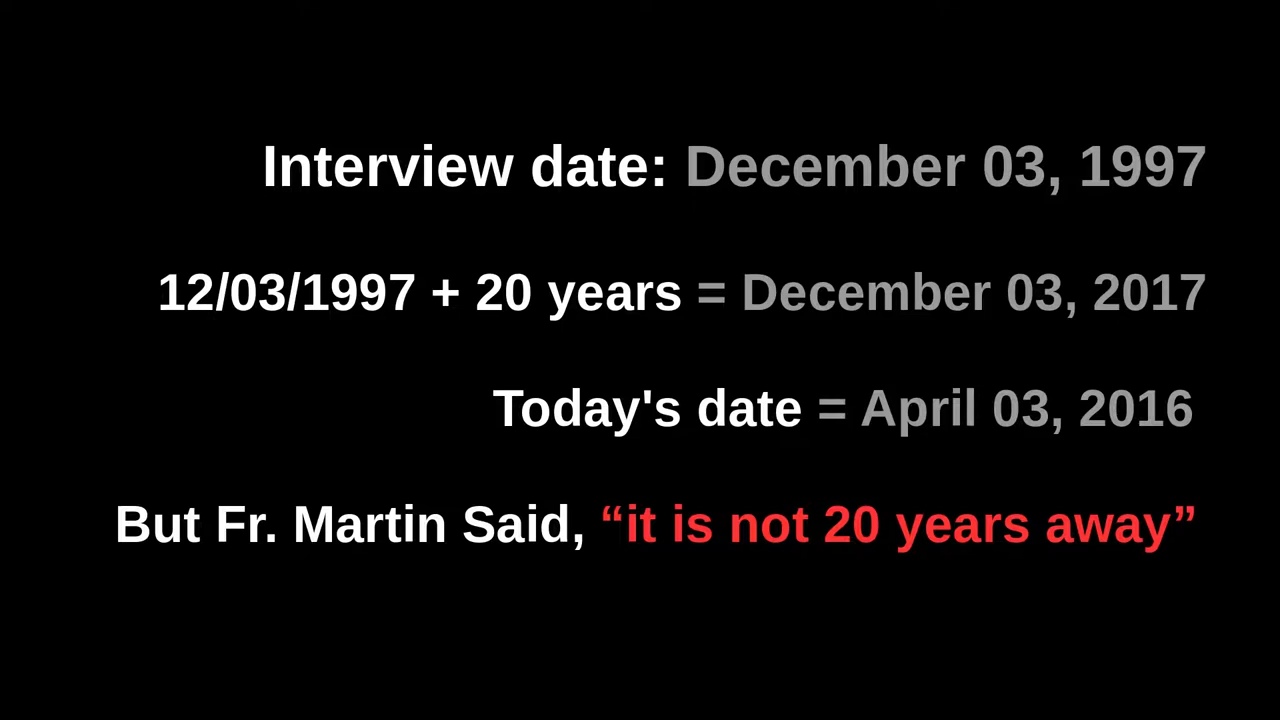 Interview date: December 03, 1997
12/03/1997 + 20 years = December 03, 2017
Today's date = April 03, 2016
But Fr. Martin Said, “it is not 20 years away”